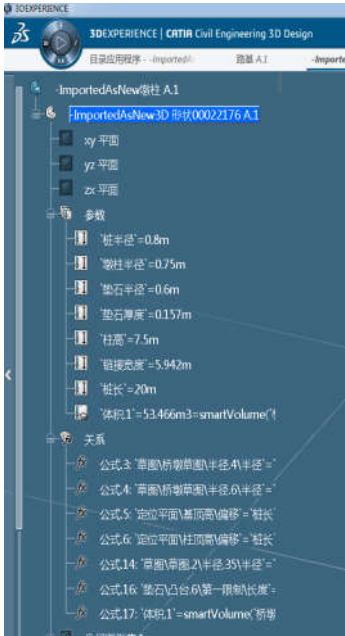 3DEXPERIENCE
3DEXPERIENCE | CATIA Civil Engineering 3D Design
目录应用程序 - -Imported
路基 A.1
-Importe
-ImportedAsNew墩柱 A.1
-ImportedAsNew3D 形状00022176 A.1
xy 平面
yz 平面
zx 平面
参数
`桩半径`=0.8m
`墩柱半径`=0.75m
`垫石半径`=0.6m
`垫石厚度`=0.157m
`柱高`=7.5m
`链接宽度`=5.942m
`桩长`=20m
`体积.1`=53.466m3=smartVolume(`
关系
公式.3: `草图\桥墩草图\半径.4\半径`=`
公式.4: `草图\桥墩草图\半径.6\半径`=`
公式.5: `定位平面\基顶高\偏移`=`桩长`
公式.6: `定位平面\柱顶高\偏移`=`桩长`
公式.14: `草图\草图.2\半径.35\半径`=`
公式.16: `垫石\凸台.6\第一限制\长度`=
公式.17: `体积.1`=smartVolume(`桥墩